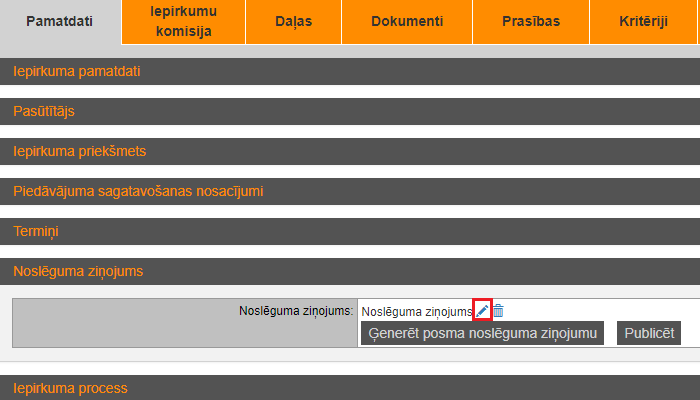 Pamatdati
Iepirkumu
komisija
Daļas
Dokumenti
Prasības
Kritēriji
Iepirkuma pamatdati
Pasūtītājs
Iepirkuma priekšmets
Piedāvājuma sagatavošanas nosacījumi
Termiņi
Noslēguma ziņojums
Noslēguma ziņojums: Noslēguma ziņojums
Ģenerēt posma noslēguma ziņojumu Publicēt
Iepirkuma process